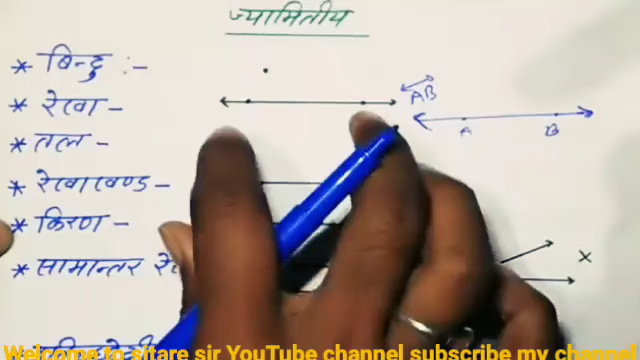 ज्यामितीय
* बिन्दु :-
* रेखा -
AB
A B
* तल -
* रेखाखण्ड -
* किरण -
* सामान्तर
x
Welcome to sitare sir YouTube channel subscribe my channel